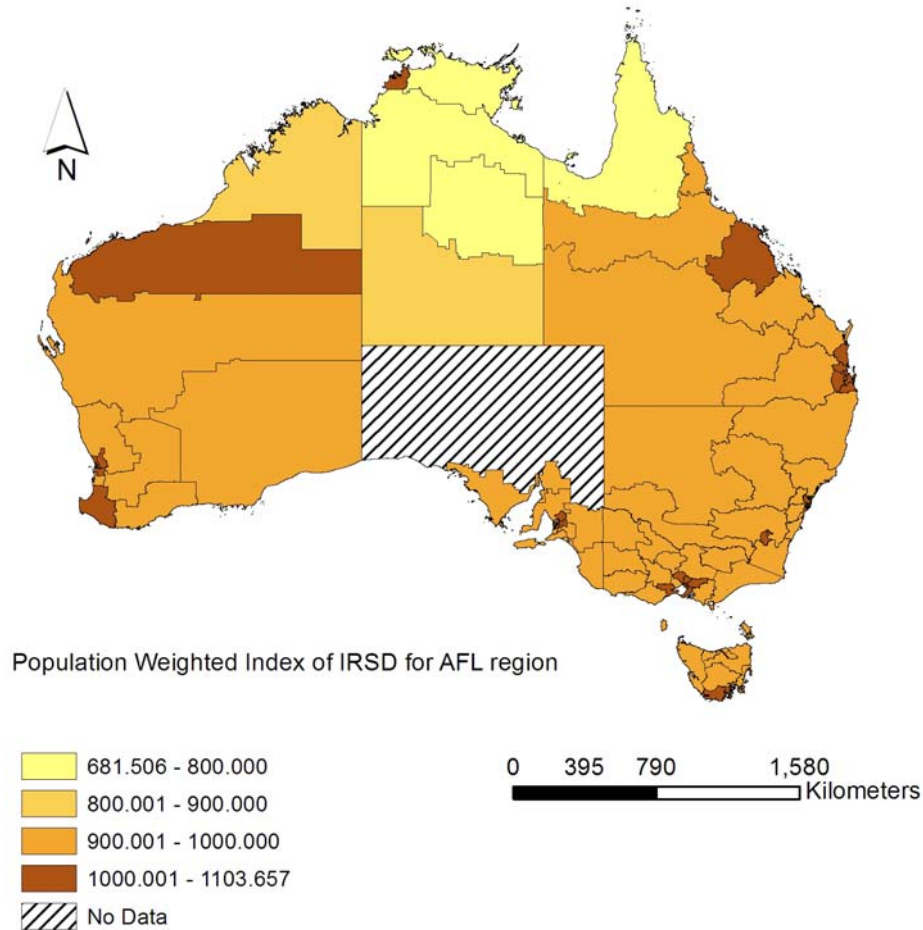 N
Population Weighted Index of IRSD for AFL region
681.506 - 800.000
800.001 - 900.000
900.001 - 1000.000
1000.001 - 1103.657
No Data
0 395 790 1,580
Kilometers